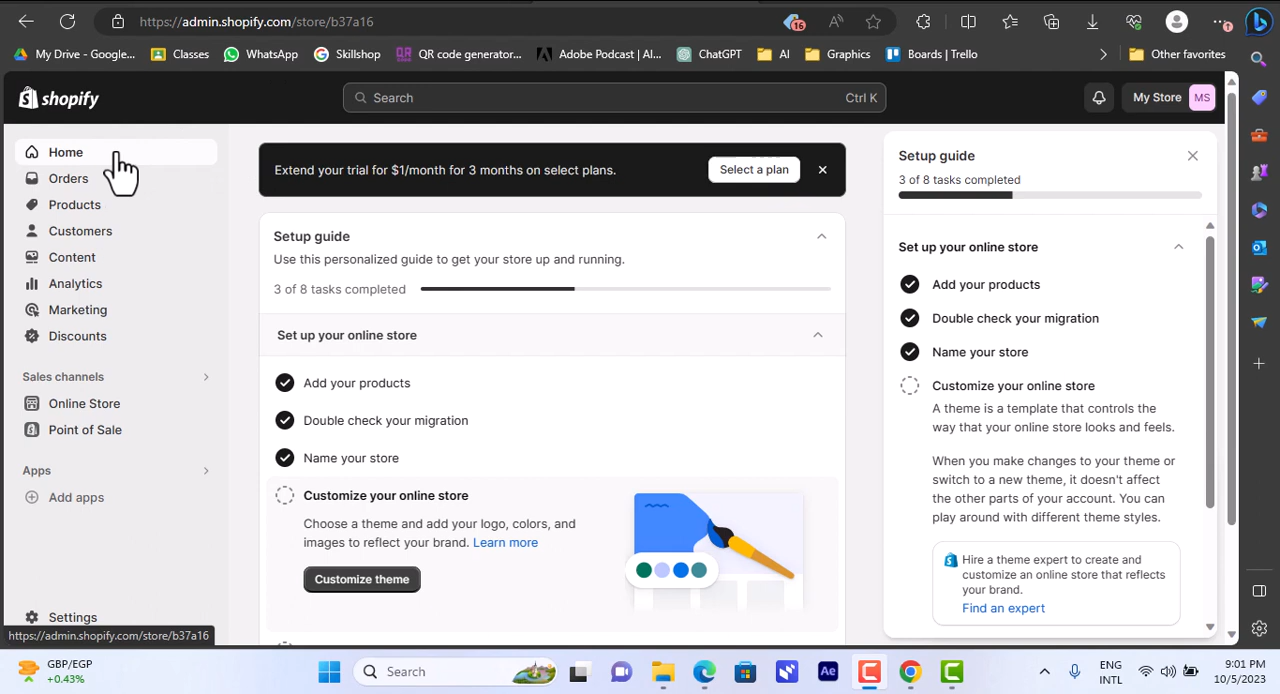 https://admin.shopify.com/store/b37a16
16
My Drive - Google...
Classes
WhatsApp
Skillshop
QR code generator...
Adobe Podcast | AI...
ChatGPT
AI
Graphics
Boards | Trello
Other favorites
shopify
Search
Ctrl K
My Store
MS
Home
Orders
Products
Customers
Content
Analytics
Marketing
Discounts
Sales channels
Online Store
Point of Sale
Apps
Add apps
Settings
https://admin.shopify.com/store/b37a16
Extend your trial for $1/month for 3 months on select plans.
Select a plan
Setup guide
Use this personalized guide to get your store up and running.
3 of 8 tasks completed
Set up your online store
Add your products
Double check your migration
Name your store
Customize your online store
Choose a theme and add your logo, colors, and
images to reflect your brand. Learn more
Customize theme
Setup guide
3 of 8 tasks completed
Set up your online store
Add your products
Double check your migration
Name your store
Customize your online store
A theme is a template that controls the
way that your online store looks and feels.
When you make changes to your theme or
switch to a new theme, it doesn't affect
the other parts of your account. You can
play around with different theme styles.
Hire a theme expert to create and
customize an online store that reflects
your brand.
Find an expert
GBP/EGP
+0.43%
Search
Ae
ENG
INTL
9:01 PM
10/5/2023